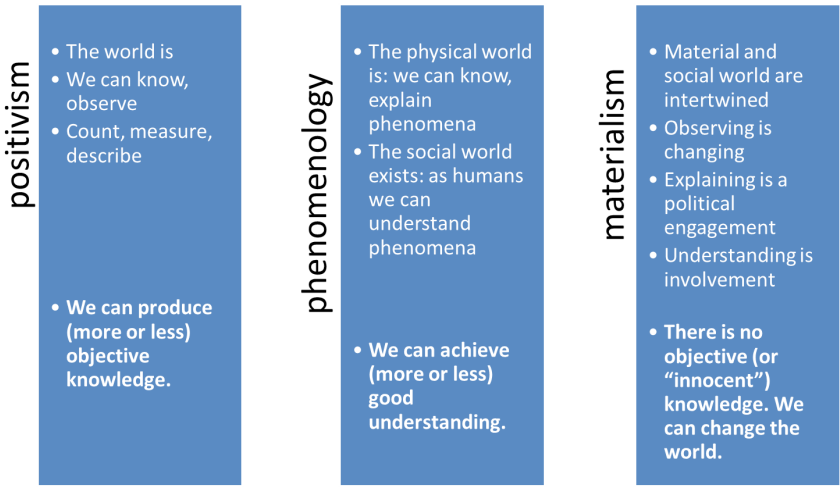 positivism
• The world is
• We can know,
observe
• Count, measure,
describe
• We can produce
(more or less)
objective
knowledge.
phenomenology
• The physical world
is: we can know,
explain
phenomena
• The social world
exists: as humans
we can
understand
phenomena
• We can achieve
(more or less)
good
understanding.
materialism
• Material and
social world are
intertwined
• Observing is
changing
• Explaining is a
political
engagement
• Understanding is
involvement
• There is no
objective (or
“innocent”)
knowledge. We
can change the
world.